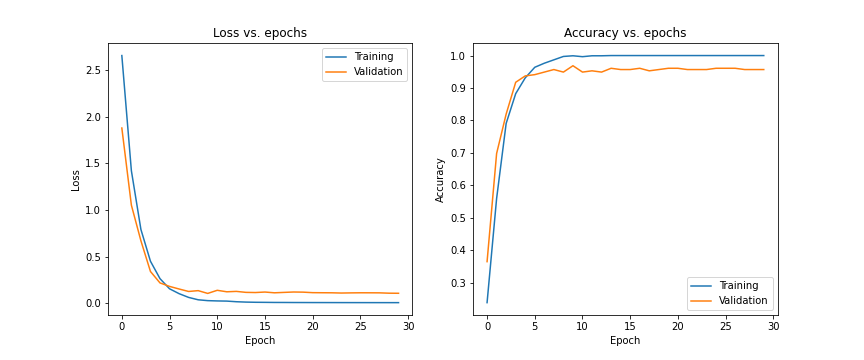 Loss vs. epochs
Training
Validation
2.5
2.0
1.5
1.0
0.5
0.0
Loss
0 5 10 15 20 25 30
Epoch
Accuracy vs. epochs
1.0
0.9
0.8
0.7
0.6
0.5
0.4
0.3
Accuracy
Training
Validation
0 5 10 15 20 25 30
Epoch